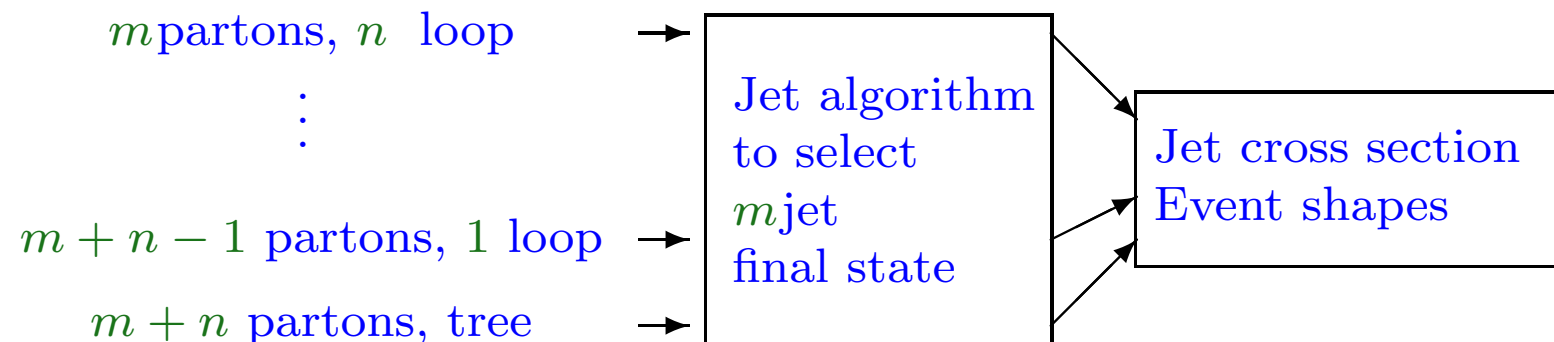 m partons, n loop
⋮
m + n − 1 partons, 1 loop
m + n partons, tree
Jet algorithm
to select
m jet
final state
Jet cross section
Event shapes